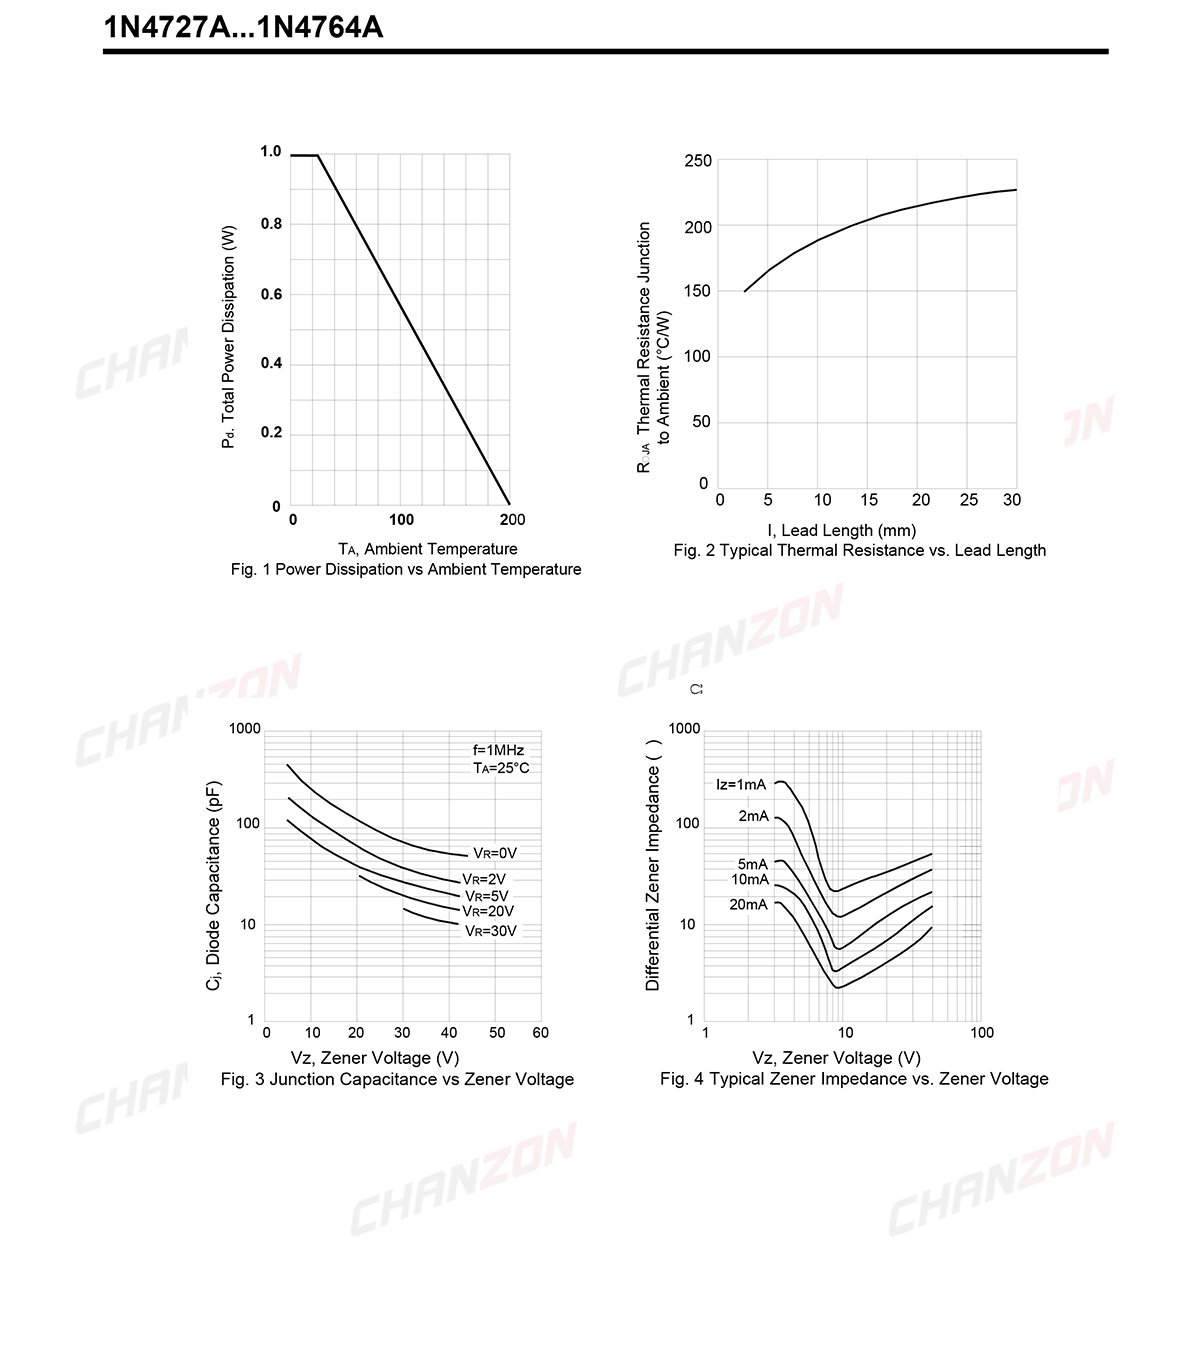 1N4727A...1N4764A
1.0
0.8
0.6
0.4
0.2
0
0
100
200
Pd. Total Power Dissipation (W)
TA, Ambient Temperature
Fig. 1 Power Dissipation vs Ambient Temperature
250
200
150
100
50
0
0
5
10
15
20
25
30
R JA Thermal Resistance Junction
to Ambient (°C/W)
l, Lead Length (mm)
Fig. 2 Typical Thermal Resistance vs. Lead Length
1000
100
10
1
0
10
20
30
40
50
60
f=1MHz
TA=25°C
VR=0V
VR=2V
VR=5V
VR=20V
VR=30V
Cj, Diode Capacitance (pF)
Vz, Zener Voltage (V)
Fig. 3 Junction Capacitance vs Zener Voltage
1000
100
10
1
1
10
100
Iz=1mA
2mA
5mA
10mA
20mA
Differential Zener Impedance ( )
Vz, Zener Voltage (V)
Fig. 4 Typical Zener Impedance vs. Zener Voltage
CHAN
ON
CHANZON
CHANZON
ON
CHAN
CHANZON
CHANZON